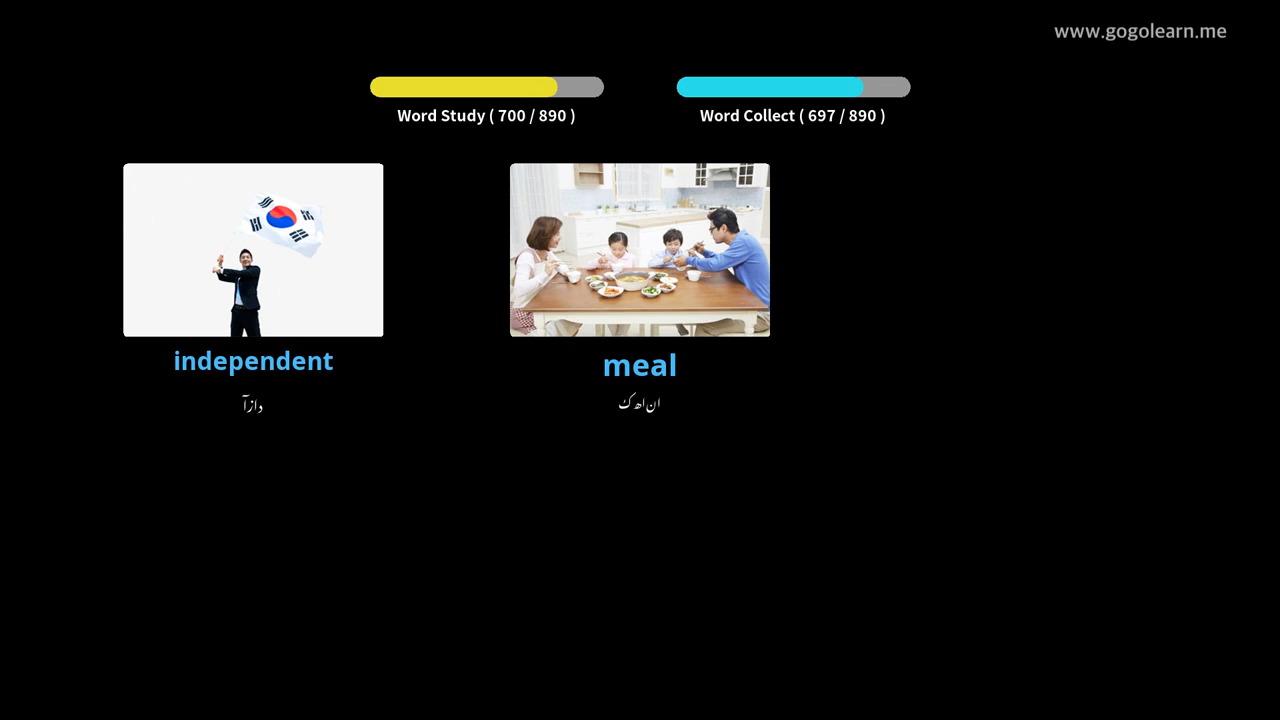 www.gogolearn.me
Word Study ( 700 / 890 )
Word Collect ( 697 / 890 )
independent
meal
دازآ
اناھک